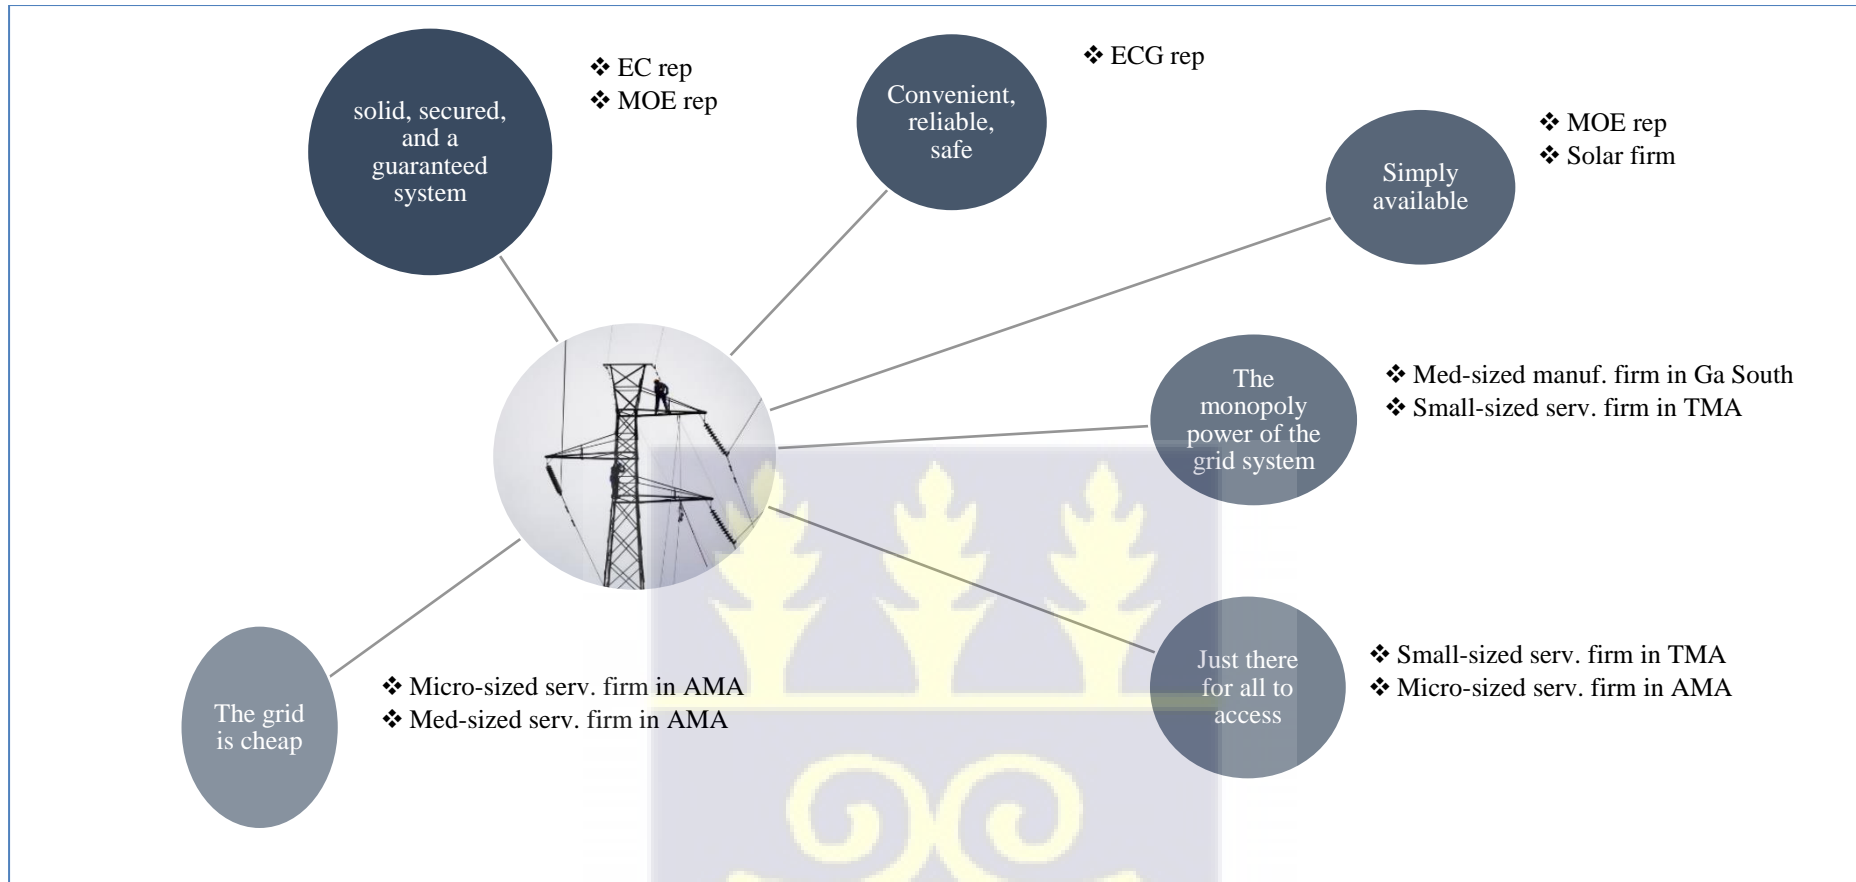 solid, secured,
and a
guaranteed
system
❖ EC rep
❖ MOE rep
Convenient,
reliable,
safe
❖ ECG rep
Simply
available
❖ MOE rep
❖ Solar firm
The
monopoly
power of the
grid system
❖ Med-sized manuf. firm in Ga South
❖ Small-sized serv. firm in TMA
Just there
for all to
access
❖ Small-sized serv. firm in TMA
❖ Micro-sized serv. firm in AMA
The grid
is cheap
❖ Micro-sized serv. firm in AMA
❖ Med-sized serv. firm in AMA